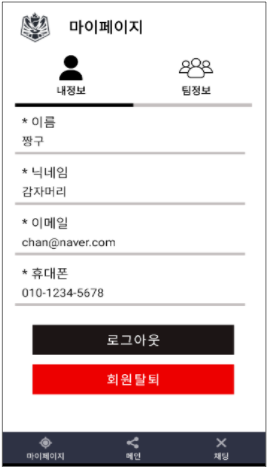 마이페이지
내정보
팀정보
* 이름
짱구
* 닉네임
감자머리
* 이메일
chan@naver.com
* 휴대폰
010-1234-5678
로그아웃
회원탈퇴
마이페이지
메인
채팅